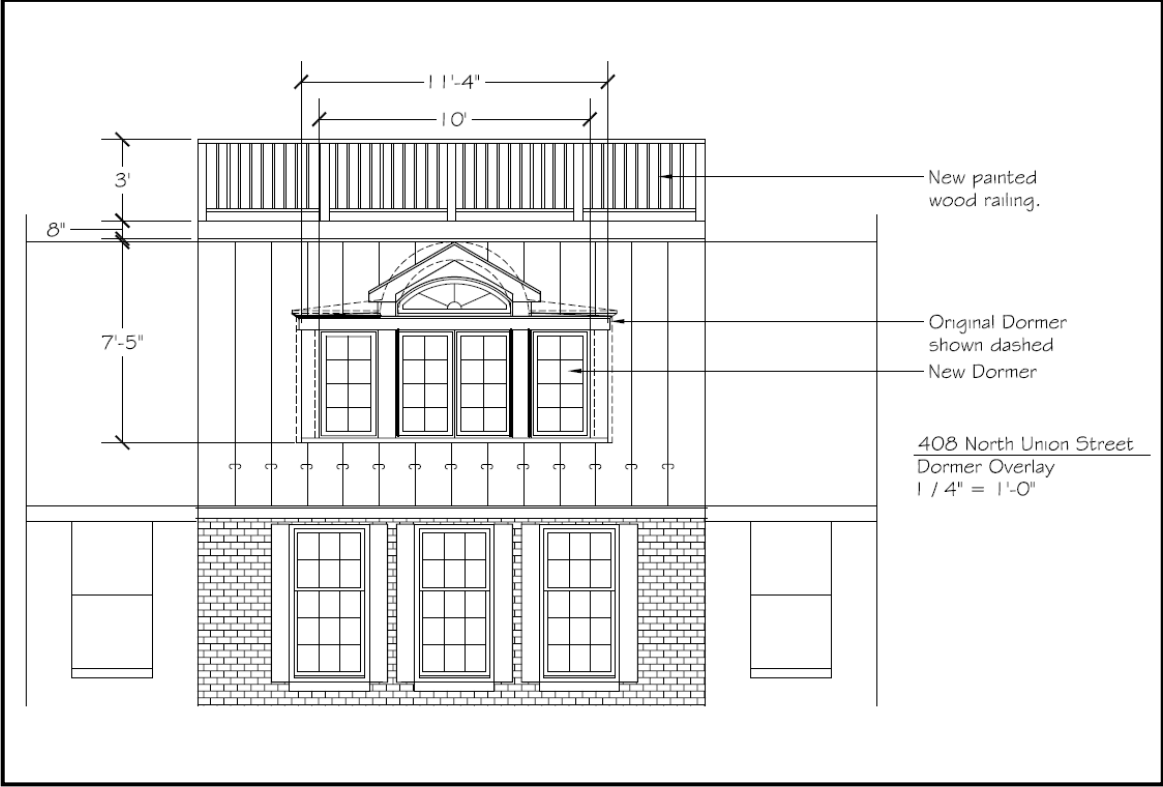 11'-4"
10'
3'
8"
7'-5"
New painted
wood railing.
Original Dormer
shown dashed
New Dormer
408 North Union Street
Dormer Overlay
1/4" = 1'-0"